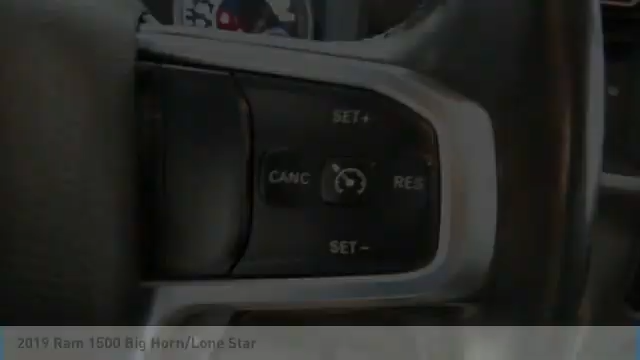 SET+
CANC
RES
SET-
2019 Ram 1500 Big Horn/Lone Star